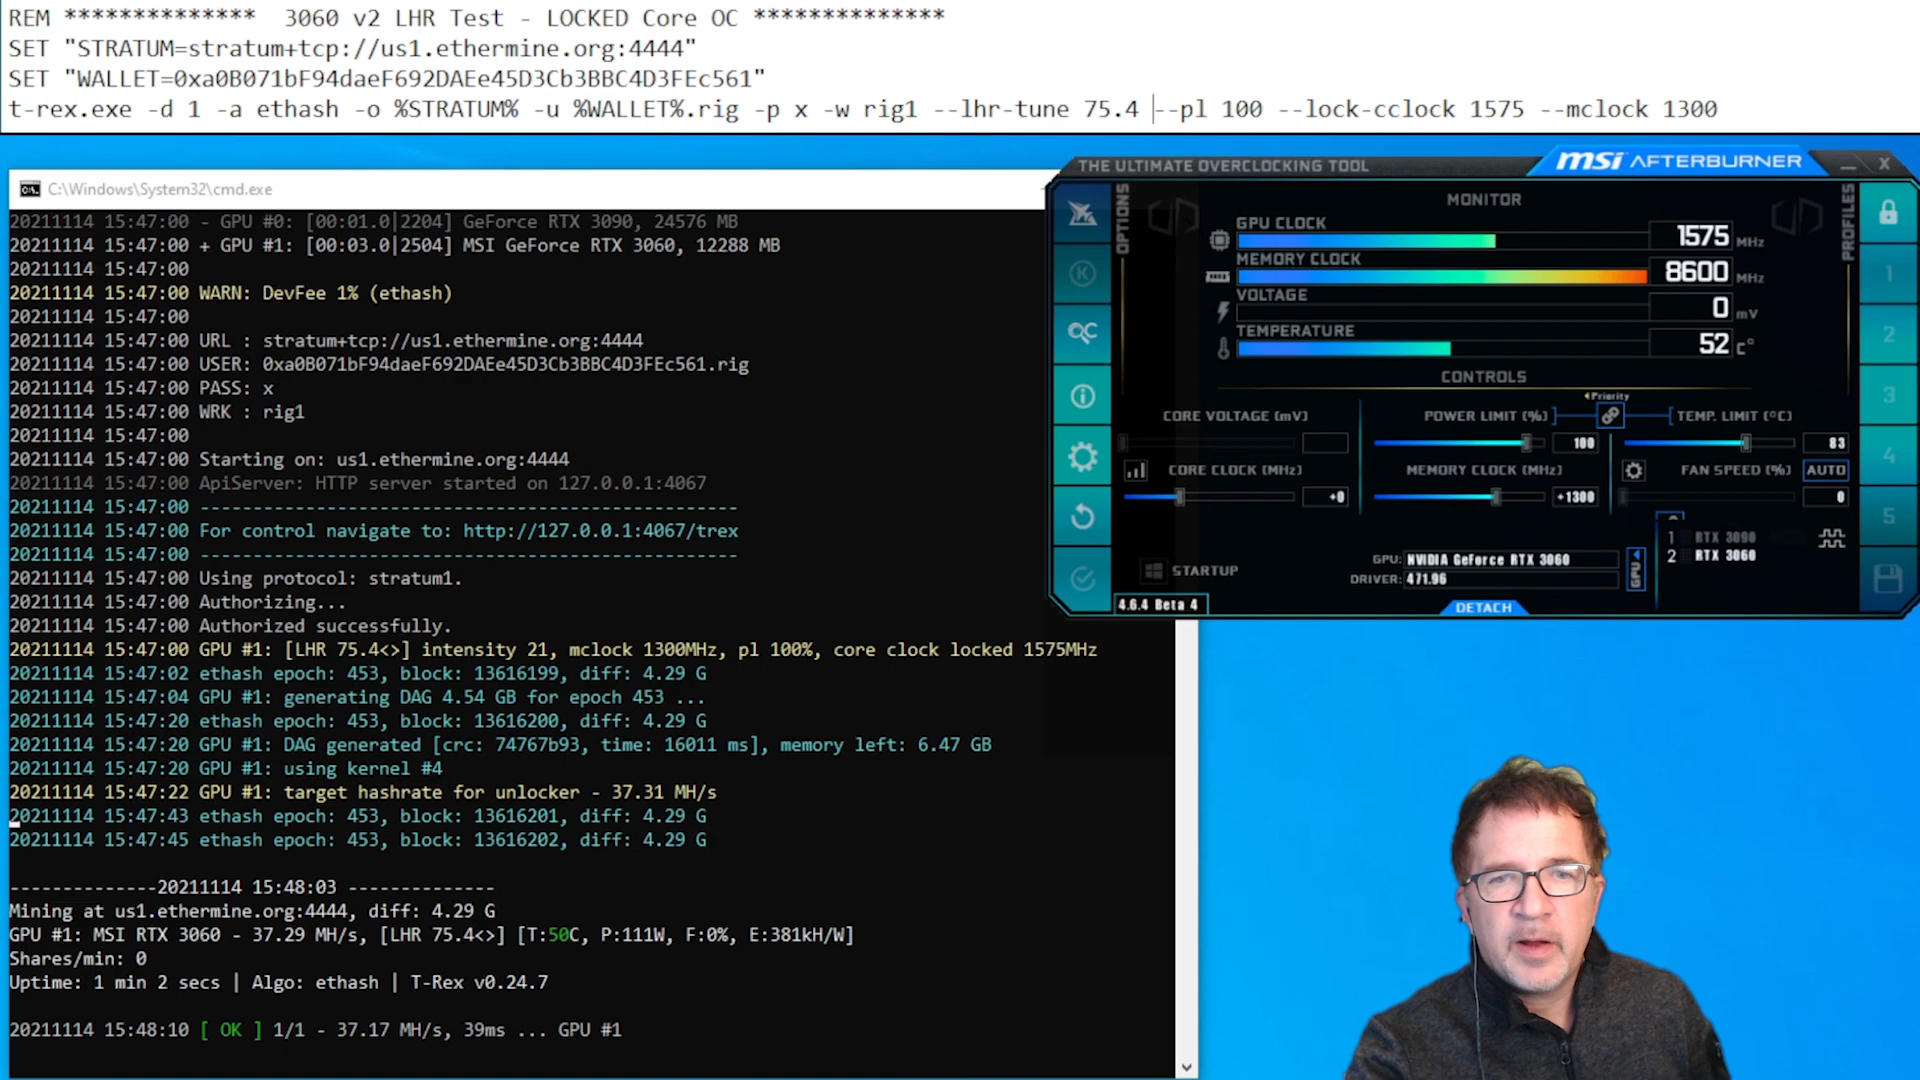 REM **************  3060 v2 LHR Test - LOCKED Core OC **************
SET "STRATUM=stratum+tcp://us1.ethermine.org:4444"
SET "WALLET=0xa0B071bF94daeF692DAEe45D3Cb3BBC4D3FEc561"
t-rex.exe -d 1 -a ethash -o %STRATUM% -u %WALLET%.rig -p x -w rig1 --lhr-tune 75.4 --pl 100 --lock-cclock 1575 --mclock 1300
C:\Windows\System32\cmd.exe
20211114 15:47:00 - GPU #0: [00:01.0|2204] GeForce RTX 3090, 24576 MB
20211114 15:47:00 + GPU #1: [00:03.0|2504] MSI GeForce RTX 3060, 12288 MB
20211114 15:47:00
20211114 15:47:00 WARN: DevFee 1% (ethash)
20211114 15:47:00
20211114 15:47:00 URL : stratum+tcp://us1.ethermine.org:4444
20211114 15:47:00 USER: 0xa0B071bF94daeF692DAEe45D3Cb3BBC4D3FEc561.rig
20211114 15:47:00 PASS: x
20211114 15:47:00 WRK : rig1
20211114 15:47:00
20211114 15:47:00 Starting on: us1.ethermine.org:4444
20211114 15:47:00 ApiServer: HTTP server started on 127.0.0.1:4067
20211114 15:47:00 ---------------------------------------------------
20211114 15:47:00 For control navigate to: http://127.0.0.1:4067/trex
20211114 15:47:00 ---------------------------------------------------
20211114 15:47:00 Using protocol: stratum1.
20211114 15:47:00 Authorizing...
20211114 15:47:00 Authorized successfully.
20211114 15:47:00 GPU #1: [LHR 75.4<>] intensity 21, mclock 1300MHz, pl 100%, core clock locked 1575MHz
20211114 15:47:02 ethash epoch: 453, block: 13616199, diff: 4.29 G
20211114 15:47:04 GPU #1: generating DAG 4.54 GB for epoch 453 ...
20211114 15:47:20 ethash epoch: 453, block: 13616200, diff: 4.29 G
20211114 15:47:20 GPU #1: DAG generated [crc: 74767b93, time: 16011 ms], memory left: 6.47 GB
20211114 15:47:20 GPU #1: using kernel #4
20211114 15:47:22 GPU #1: target hashrate for unlocker - 37.31 MH/s
20211114 15:47:43 ethash epoch: 453, block: 13616201, diff: 4.29 G
20211114 15:47:45 ethash epoch: 453, block: 13616202, diff: 4.29 G
--------------20211114 15:48:03 --------------
Mining at us1.ethermine.org:4444, diff: 4.29 G
GPU #1: MSI RTX 3060 - 37.29 MH/s, [LHR 75.4<>] [T:50C, P:111W, F:0%, E:381kH/W]
Shares/min: 0
Uptime: 1 min 2 secs | Algo: ethash | T-Rex v0.24.7
20211114 15:48:10 [ OK ] 1/1 - 37.17 MH/s, 39ms ... GPU #1
THE ULTIMATE OVERCLOCKING TOOL
msi AFTERBURNER
OPTIONS
PROFILES
MONITOR
GPU CLOCK 1575 MHz
MEMORY CLOCK 8600 MHz
VOLTAGE 0 mV
TEMPERATURE 52 C°
CONTROLS
Priority
CORE VOLTAGE (mV)
POWER LIMIT (%)
TEMP. LIMIT (°C)
100
83
CORE CLOCK (MHz)
MEMORY CLOCK (MHz)
FAN SPEED (%)
AUTO
+0
+1300
0
K
OC
1
2
3
4
5
STARTUP
GPU: NVIDIA GeForce RTX 3060
DRIVER: 471.96
GPU
1 RTX 3090
2 RTX 3060
4.6.4 Beta 4
DETACH